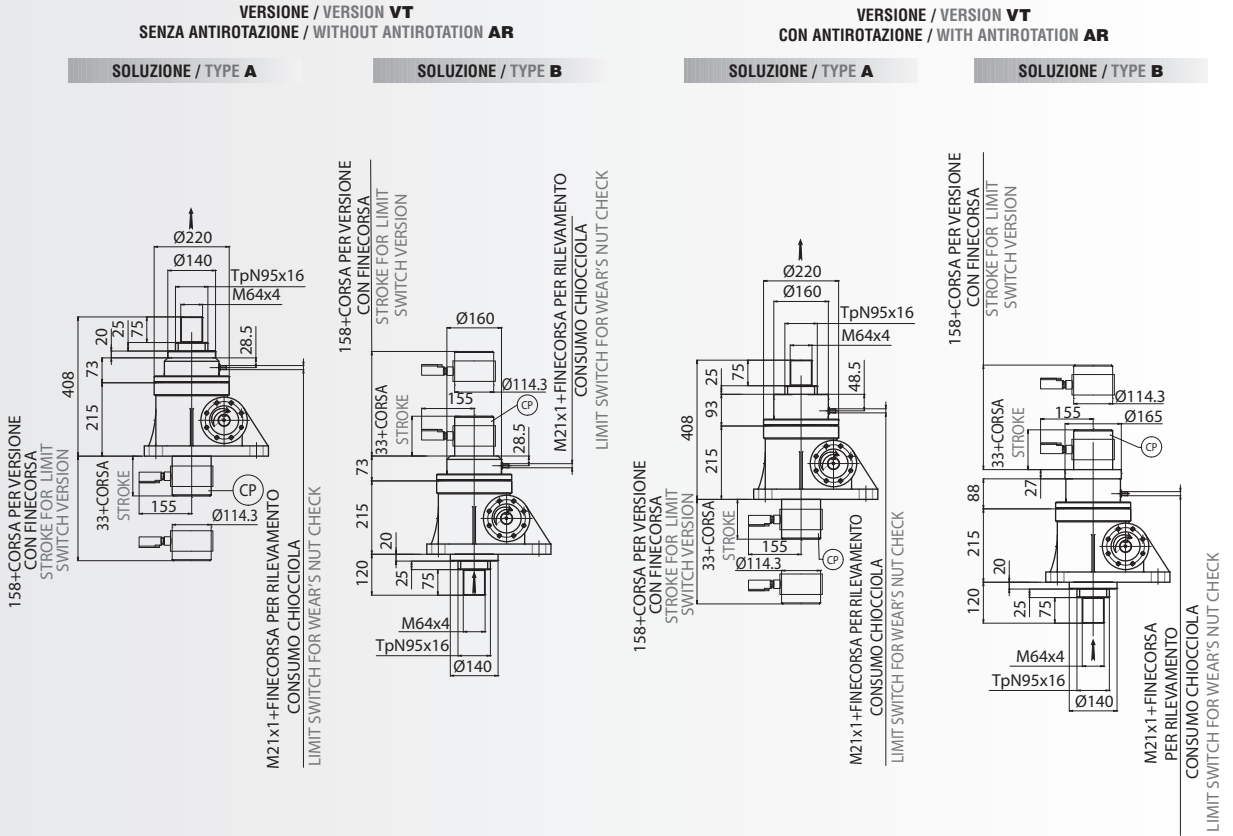 VERSIONE / VERSION VT
SENZA ANTIROTAZIONE / WITHOUT ANTIROTATION AR
VERSIONE / VERSION VT
CON ANTIROTAZIONE / WITH ANTIROTATION AR
SOLUZIONE / TYPE A
SOLUZIONE / TYPE B
SOLUZIONE / TYPE A
SOLUZIONE / TYPE B
Ø220
Ø140
TpN95x16
M64x4
75
25
20
73
28.5
408
215
33+CORSA
STROKE
155
CP
Ø114.3
158+CORSA PER VERSIONE
CON FINECORSA
STROKE FOR LIMIT
SWITCH VERSION
M21x1+FINECORSA PER RILEVAMENTO
CONSUMO CHIOCCIOLA
LIMIT SWITCH FOR WEAR'S NUT CHECK
158+CORSA PER VERSIONE
CON FINECORSA
STROKE FOR LIMIT
SWITCH VERSION
Ø160
Ø114.3
155
CP
33+CORSA
STROKE
28.5
73
215
20
120
25
75
M64x4
TpN95x16
Ø140
M21x1+FINECORSA PER RILEVAMENTO
CONSUMO CHIOCCIOLA
LIMIT SWITCH FOR WEAR'S NUT CHECK
Ø220
Ø160
TpN95x16
M64x4
75
25
93
48.5
408
215
33+CORSA
STROKE
155
CP
Ø114.3
158+CORSA PER VERSIONE
CON FINECORSA
STROKE FOR LIMIT
SWITCH VERSION
M21x1+FINECORSA PER RILEVAMENTO
CONSUMO CHIOCCIOLA
LIMIT SWITCH FOR WEAR'S NUT CHECK
158+CORSA PER VERSIONE
CON FINECORSA
STROKE FOR LIMIT
SWITCH VERSION
Ø114.3
155
Ø165
CP
33+CORSA
STROKE
27
88
215
20
120
25
75
M64x4
TpN95x16
Ø140
M21x1+FINECORSA
PER RILEVAMENTO
CONSUMO CHIOCCIOLA
LIMIT SWITCH FOR WEAR'S NUT CHECK